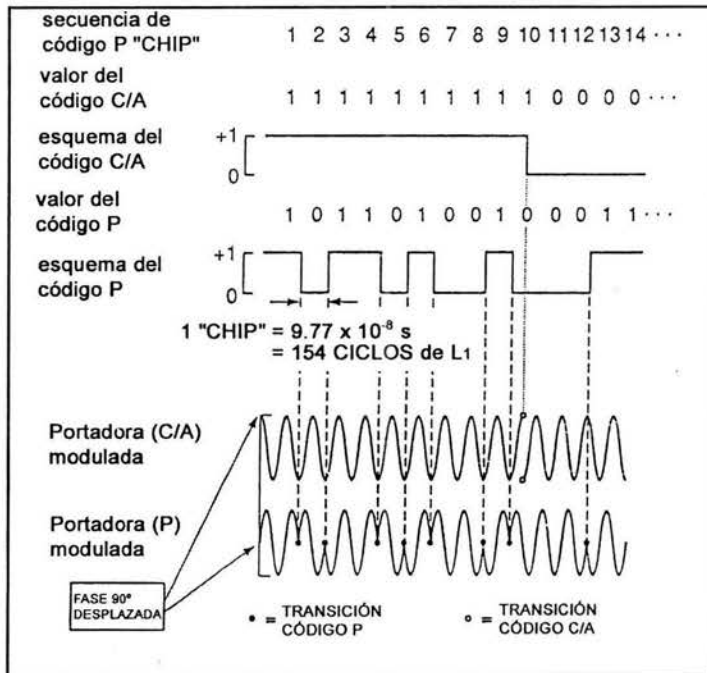 secuencia de
código P "CHIP" 1 2 3 4 5 6 7 8 9 10 11 12 13 14 ···
valor del
código C/A 1 1 1 1 1 1 1 1 1 1 0 0 0 0 ···
esquema del
código C/A
+1
0
valor del
código P 1 0 1 1 0 1 0 0 1 0 0 0 1 1 ···
esquema del
código P
+1
0
1 "CHIP" = 9.77 x 10⁻⁸ s
= 154 CICLOS de L1
Portadora (C/A)
modulada
Portadora (P)
modulada
FASE 90°
DESPLAZADA
• = TRANSICIÓN
CÓDIGO P
o = TRANSICIÓN
CÓDIGO C/A